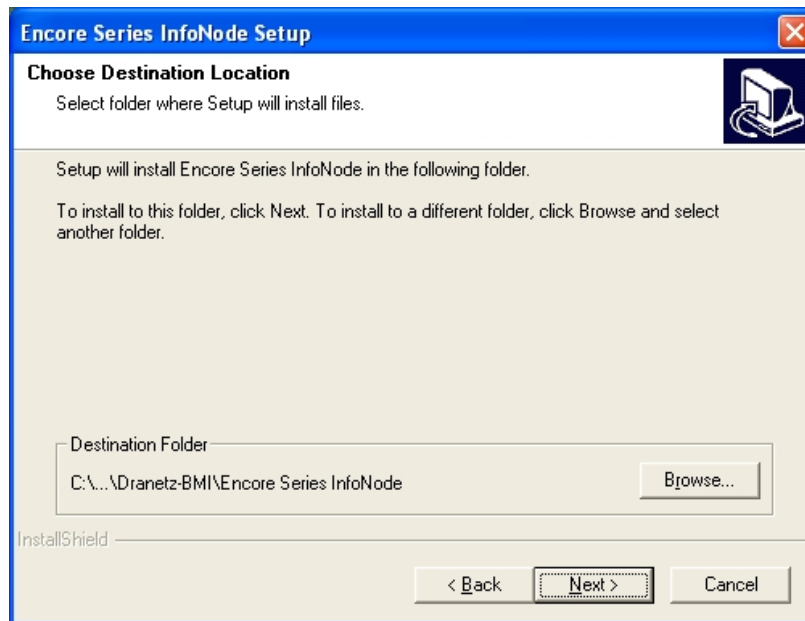 Encore Series InfoNode Setup
Choose Destination Location
Select folder where Setup will install files.
Setup will install Encore Series InfoNode in the following folder.
To install to this folder, click Next. To install to a different folder, click Browse and select
another folder.
Destination Folder
C:\...\Dranetz-BMI\Encore Series InfoNode
Browse...
InstallShield
< Back
Next >
Cancel